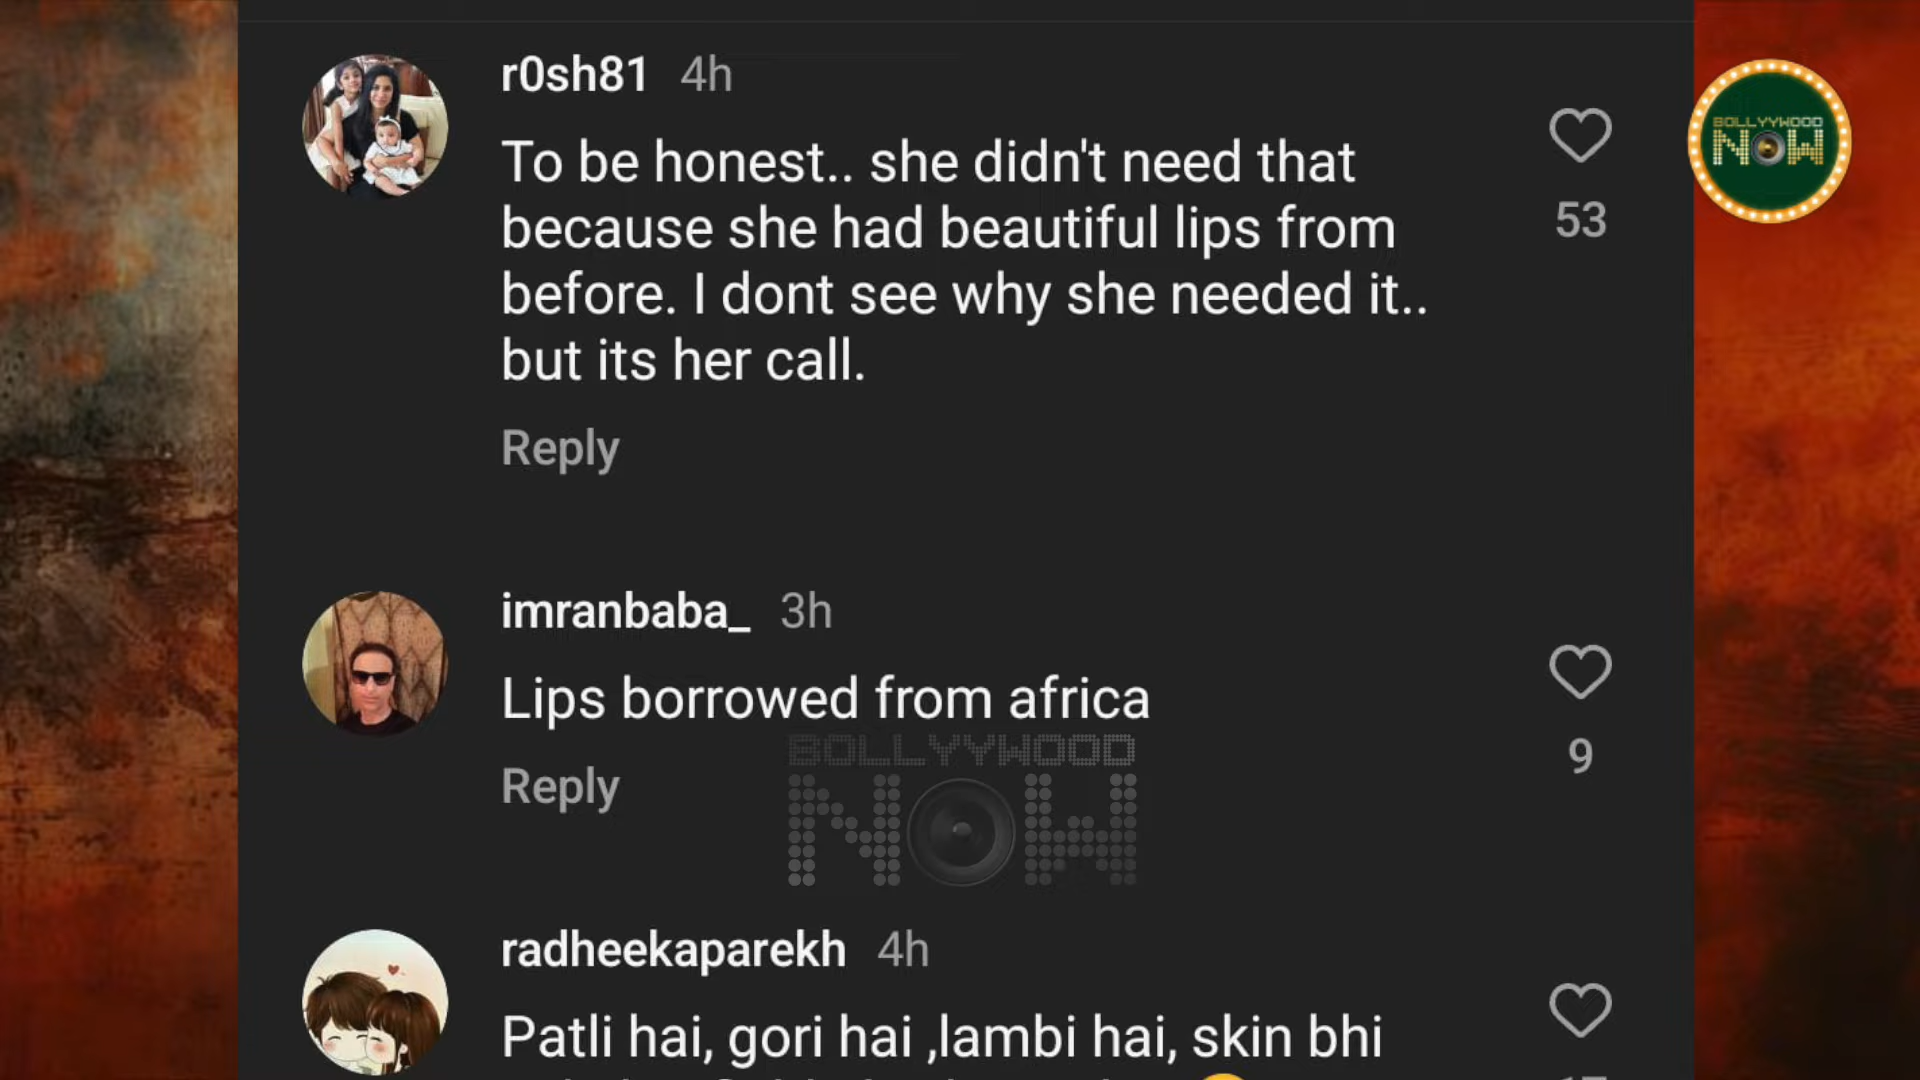 r0sh81 4h
To be honest.. she didn't need that
because she had beautiful lips from
before. I dont see why she needed it..
but its her call.
53
Reply
BOLLYYWOOD
NOW
imranbaba_ 3h
Lips borrowed from africa
9
Reply
BOLLYYWOOD
NOW
radheekaparekh 4h
Patli hai, gori hai ,lambi hai, skin bhi